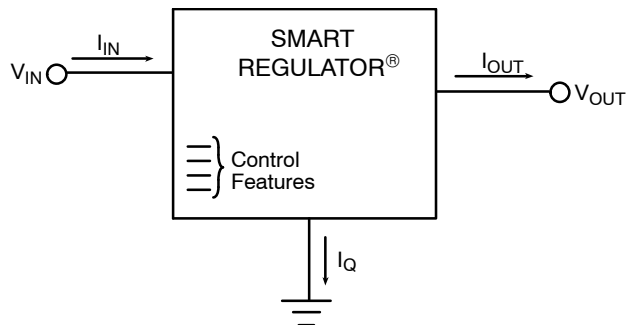 I_IN
V_IN
SMART
REGULATOR®
I_OUT
V_OUT
Control
Features
I_Q